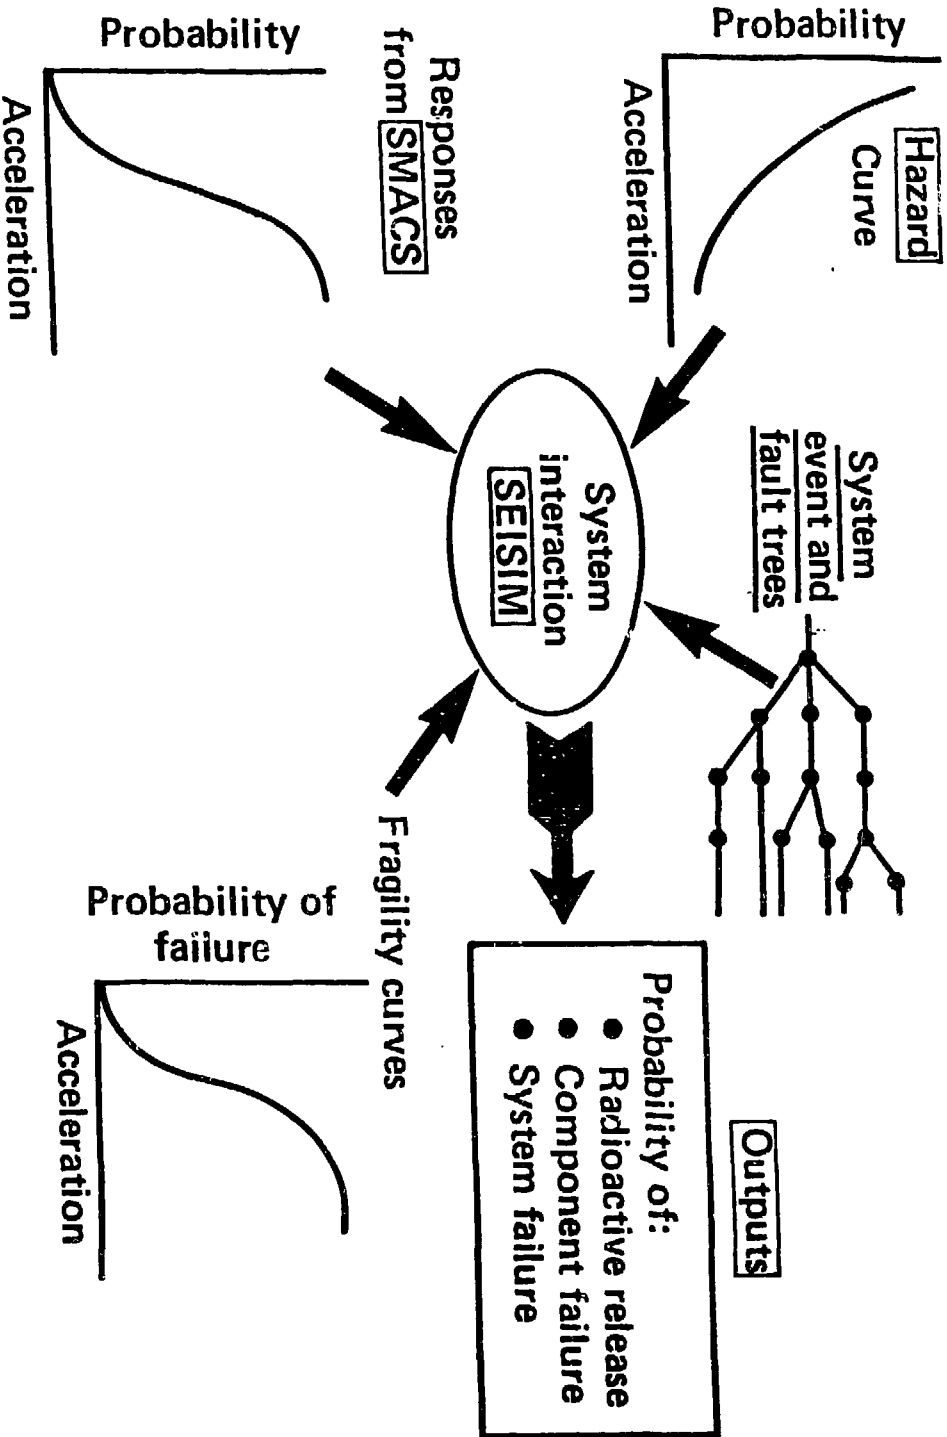 Hazard
Curve
Probability
Acceleration
System
event and
fault trees
Outputs
Probability of:
● Radioactive release
● Component failure
● System failure
System
interaction
SEISIM
Responses
from SMACS
Probability
Acceleration
Fragility curves
Probability of
failure
Acceleration